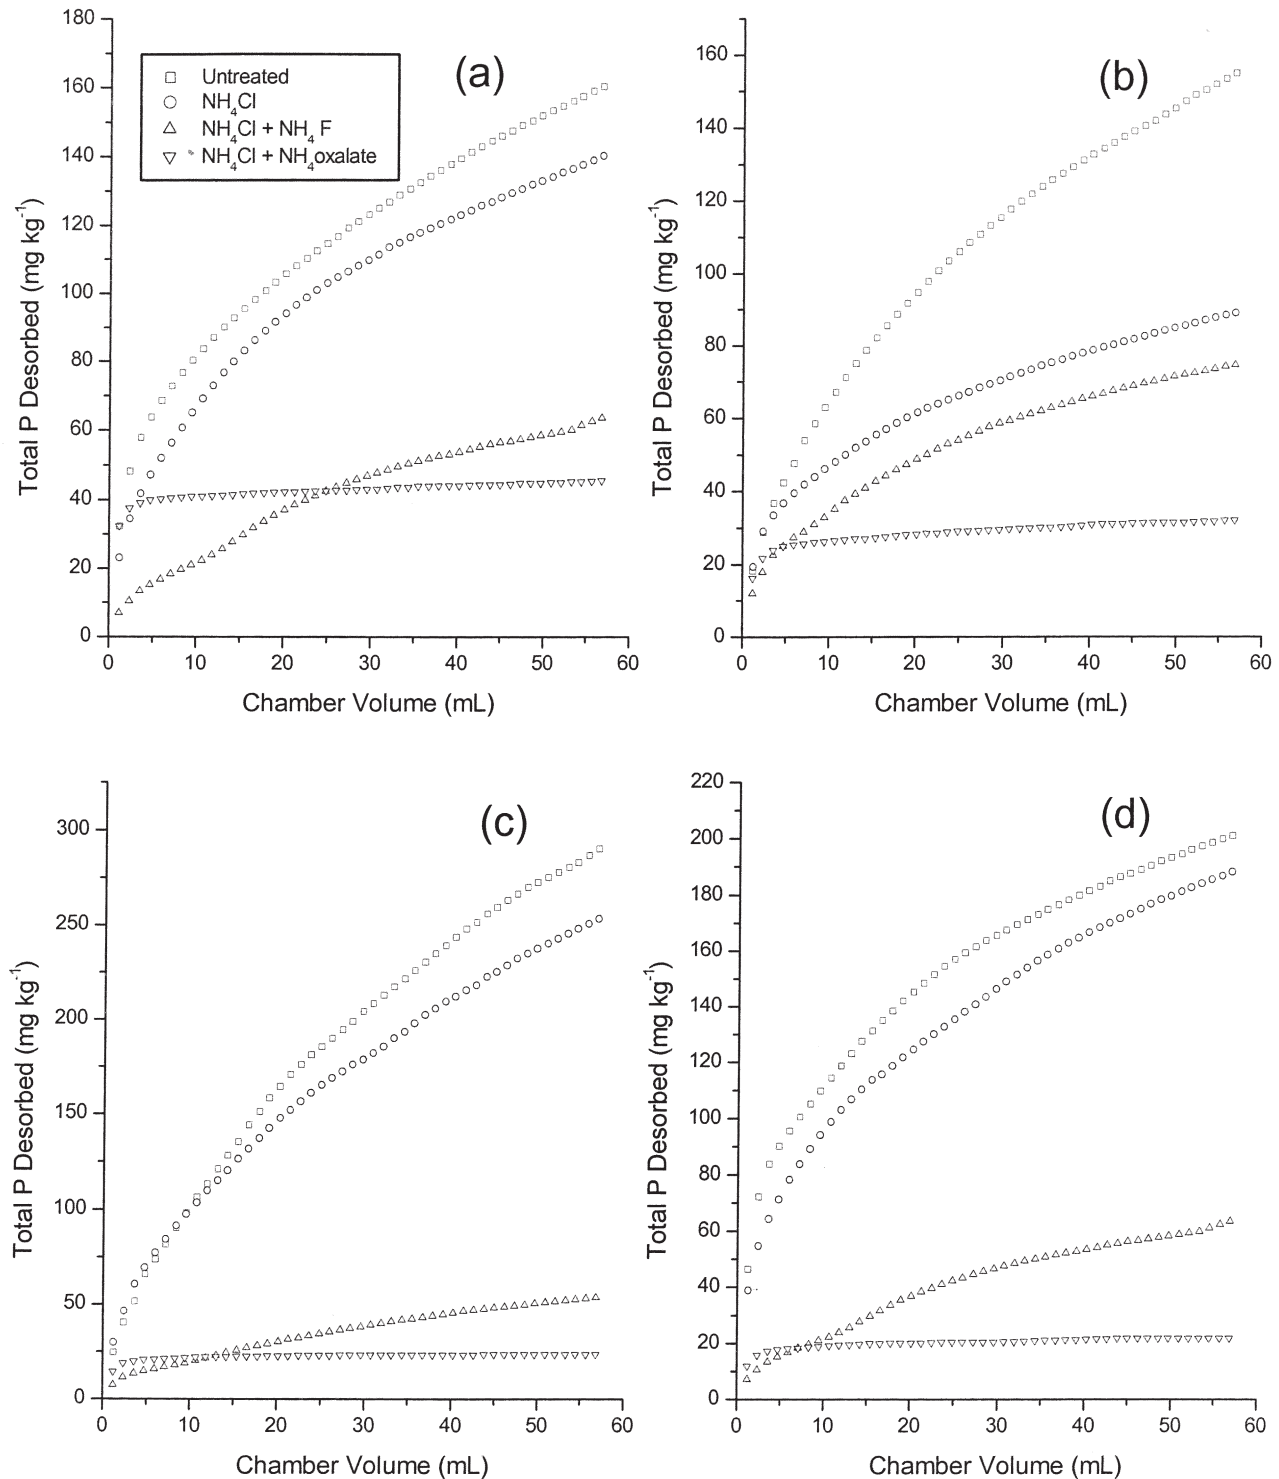 180
160
140
120
100
80
60
40
20
0
Total P Desorbed (mg kg⁻¹)
Untreated
NH₄Cl
NH₄Cl + NH₄F
NH₄Cl + NH₄oxalate
(a)
0 10 20 30 40 50 60
Chamber Volume (mL)
160
140
120
100
80
60
40
20
0
Total P Desorbed (mg kg⁻¹)
(b)
0 10 20 30 40 50 60
Chamber Volume (mL)
300
250
200
150
100
50
0
Total P Desorbed (mg kg⁻¹)
(c)
0 10 20 30 40 50 60
Chamber Volume (mL)
220
200
180
160
140
120
100
80
60
40
20
0
Total P Desorbed (mg kg⁻¹)
(d)
0 10 20 30 40 50 60
Chamber Volume (mL)